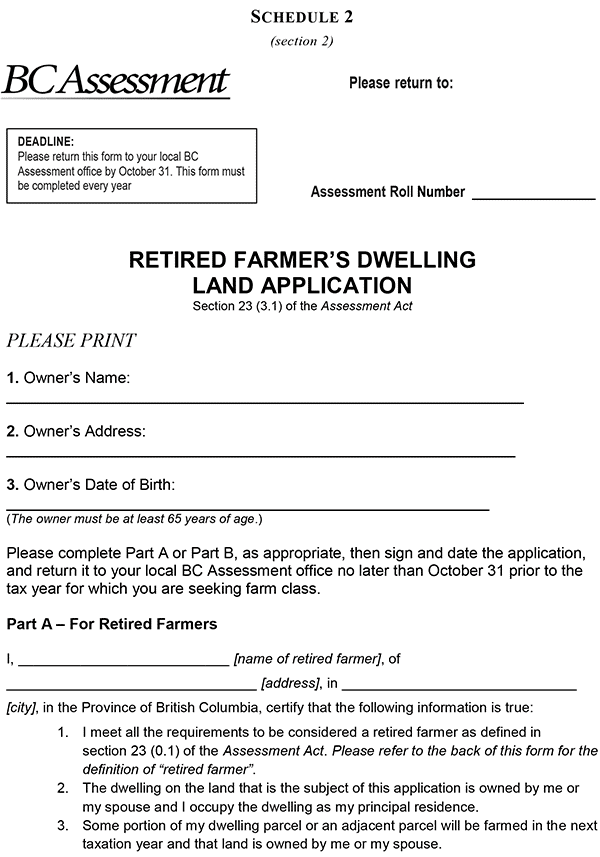 SCHEDULE 2
(section 2)
BC Assessment
Please return to:
DEADLINE:
Please return this form to your local BC
Assessment office by October 31. This form must
be completed every year
Assessment Roll Number
RETIRED FARMER’S DWELLING
LAND APPLICATION
Section 23 (3.1) of the Assessment Act
PLEASE PRINT
1. Owner’s Name:
2. Owner’s Address:
3. Owner’s Date of Birth:
(The owner must be at least 65 years of age.)
Please complete Part A or Part B, as appropriate, then sign and date the application,
and return it to your local BC Assessment office no later than October 31 prior to the
tax year for which you are seeking farm class.
Part A – For Retired Farmers
I, __________________________ [name of retired farmer], of
_______________________________ [address], in _____________________________
[city], in the Province of British Columbia, certify that the following information is true:
1. I meet all the requirements to be considered a retired farmer as defined in
section 23 (0.1) of the Assessment Act. Please refer to the back of this form for the
definition of “retired farmer”.
2. The dwelling on the land that is the subject of this application is owned by me or
my spouse and I occupy the dwelling as my principal residence.
3. Some portion of my dwelling parcel or an adjacent parcel will be farmed in the next
taxation year and that land is owned by me or my spouse.